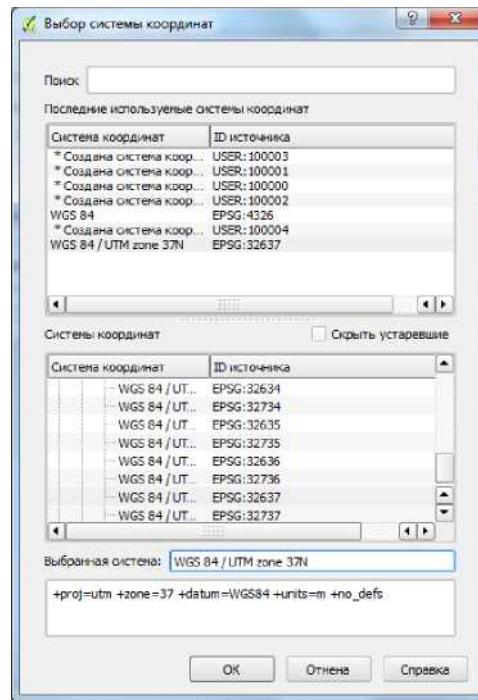 Выбор системы координат
Поиск
Последние используемые системы координат
Система координат ID источника
* Создана система коор... USER:100003
* Создана система коор... USER:100001
* Создана система коор... USER:100000
* Создана система коор... USER:100002
WGS 84 EPSG:4326
* Создана система коор... USER:100004
WGS 84 / UTM zone 37N EPSG:32637
Системы координат Скрыть устаревшие
Система координат ID источника
WGS 84 / UT... EPSG:32634
WGS 84 / UT... EPSG:32734
WGS 84 / UT... EPSG:32635
WGS 84 / UT... EPSG:32735
WGS 84 / UT... EPSG:32636
WGS 84 / UT... EPSG:32736
WGS 84 / UT... EPSG:32637
WGS 84 / UT... EPSG:32737
Выбранная система: WGS 84 / UTM zone 37N
+proj=utm +zone=37 +datum=WGS84 +units=m +no_defs
OK Отмена Справка